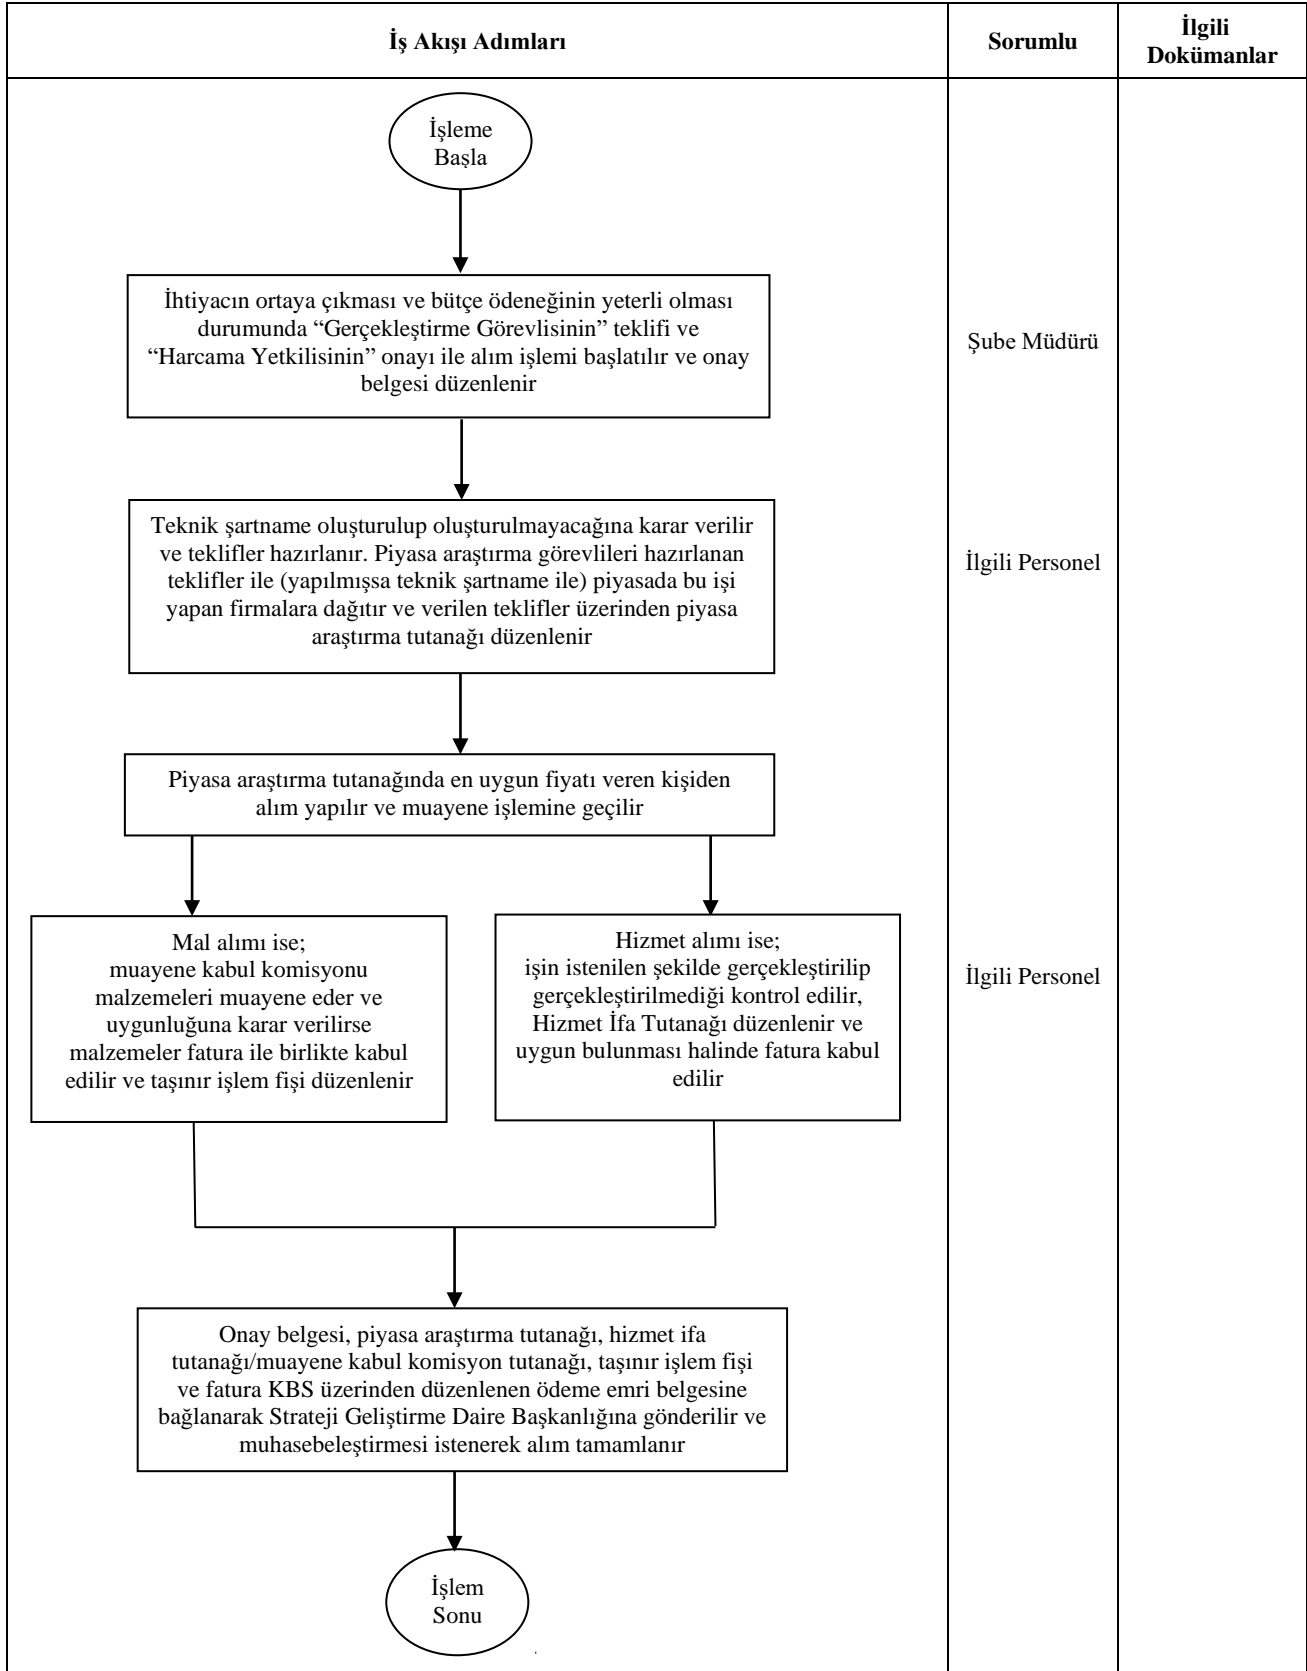 İş Akışı Adımları
Sorumlu
İlgili
Dokümanlar
İşleme
Başla
İhtiyacın ortaya çıkması ve bütçe ödeneğinin yeterli olması
durumunda “Gerçekleştirme Görevlisinin” teklifi ve
“Harcama Yetkilisinin” onayı ile alım işlemi başlatılır ve onay
belgesi düzenlenir
Şube Müdürü
Teknik şartname oluşturulup oluşturulmayacağına karar verilir
ve teklifler hazırlanır. Piyasa araştırma görevlileri hazırlanan
teklifler ile (yapılmışsa teknik şartname ile) piyasada bu işi
yapan firmalara dağıtır ve verilen teklifler üzerinden piyasa
araştırma tutanağı düzenlenir
İlgili Personel
Piyasa araştırma tutanağında en uygun fiyatı veren kişiden
alım yapılır ve muayene işlemine geçilir
Mal alımı ise;
muayene kabul komisyonu
malzemeleri muayene eder ve
uygunluğuna karar verilirse
malzemeler fatura ile birlikte kabul
edilir ve taşınır işlem fişi düzenlenir
Hizmet alımı ise;
işin istenilen şekilde gerçekleştirilip
gerçekleştirilmediği kontrol edilir,
Hizmet İfa Tutanağı düzenlenir ve
uygun bulunması halinde fatura kabul
edilir
İlgili Personel
Onay belgesi, piyasa araştırma tutanağı, hizmet ifa
tutanağı/muayene kabul komisyon tutanağı, taşınır işlem fişi
ve fatura KBS üzerinden düzenlenen ödeme emri belgesine
bağlanarak Strateji Geliştirme Daire Başkanlığına gönderilir ve
muhasebeleştirmesi istenerek alım tamamlanır
İşlem
Sonu